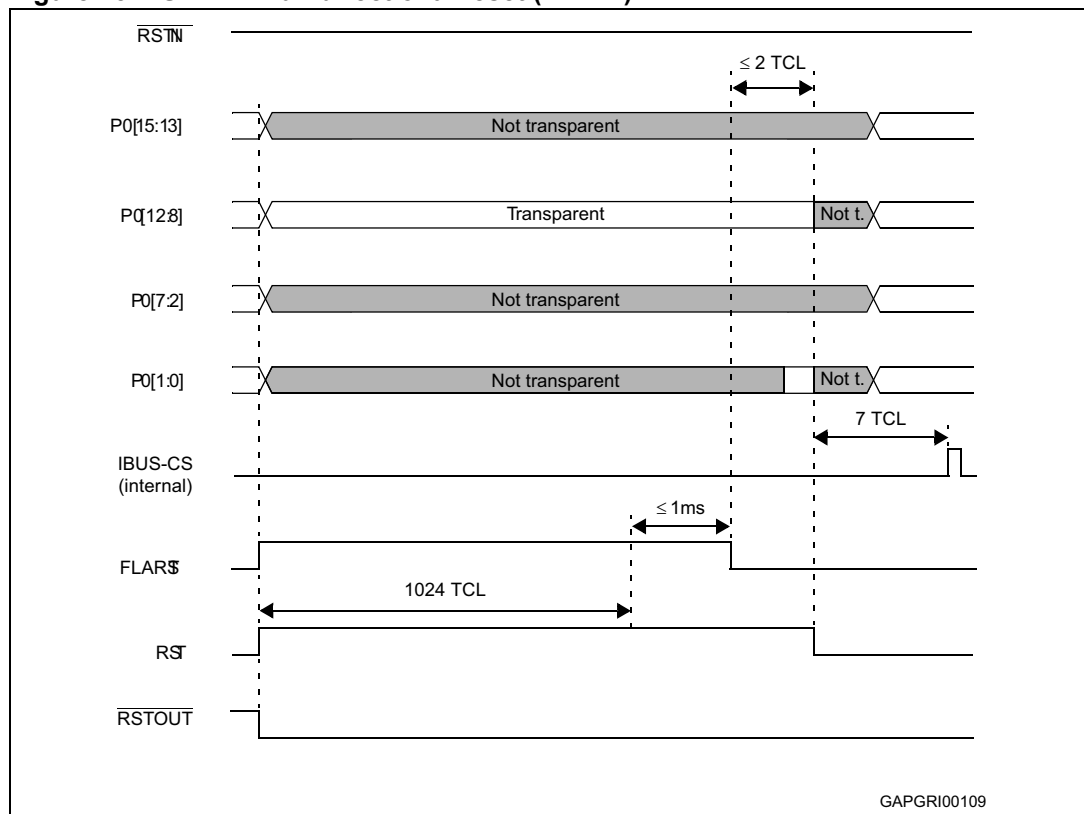 RSTIN
≤ 2 TCL
P0[15:13]
Not transparent
P0[12:8]
Transparent
Not t.
P0[7:2]
Not transparent
P0[1:0]
Not transparent
Not t.
7 TCL
IBUS-CS
(internal)
≤ 1ms
FLARST
1024 TCL
RST
RSTOUT
GAPGRI00109